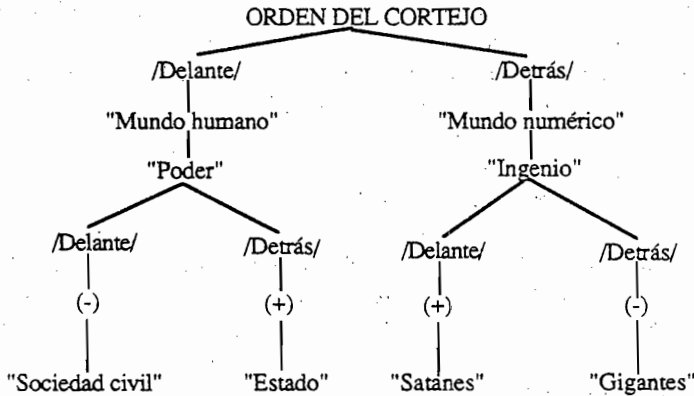 ORDEN DEL CORTEJO
/Delante/ /Detrás/
"Mundo humano" "Mundo numérico"
"Poder" "Ingenio"
/Delante/ /Detrás/ /Delante/ /Detrás/
(-) (+) (+) (-)
"Sociedad civil" "Estado" "Satanes" "Gigantes"